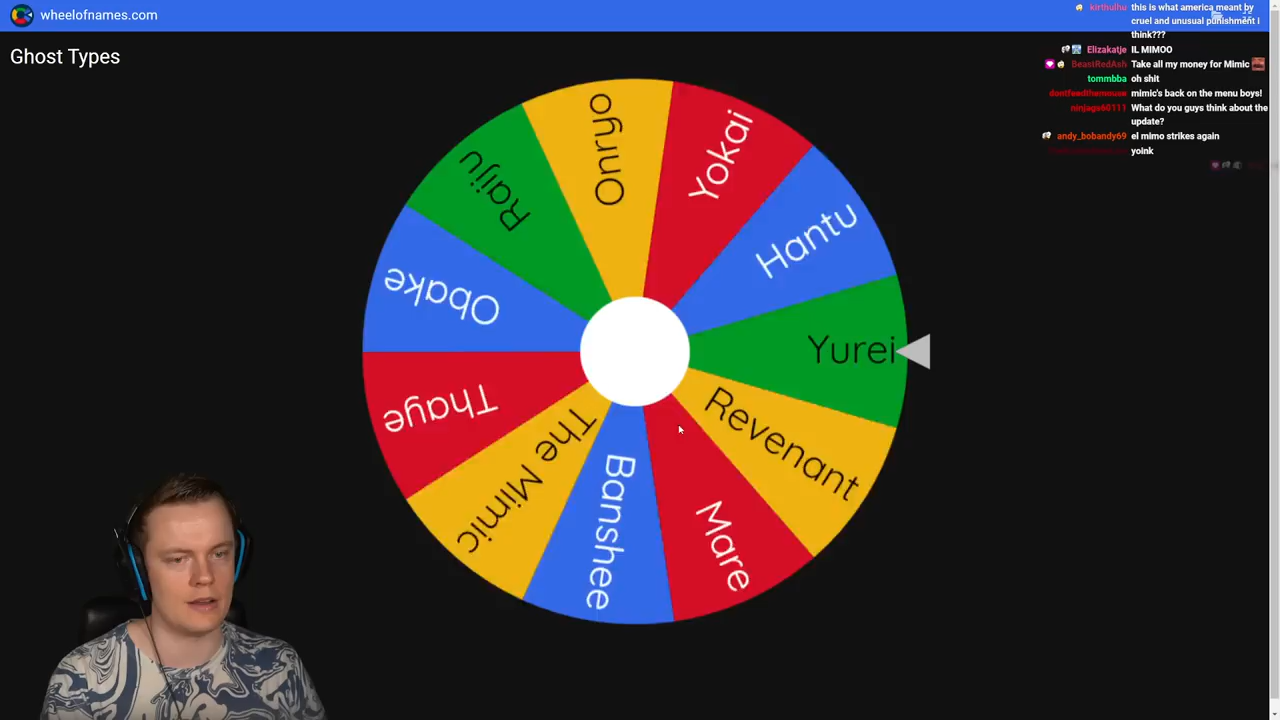 wheelofnames.com
Ghost Types
Onryo
Yokai
Hantu
Yurei
Revenant
Mare
Banshee
The Mimic
Thaye
Obake
Raiju
kirthulhu this is what america meant by
cruel and unusual punishment i
think???
Elizakatje IL MIMOO
BeastRedAsh Take all my money for Mimic
tommbba oh shit
dontfeedthemouse mimic's back on the menu boys!
ninjags60111 What do you guys think about the
update?
andy_bobandy69 el mimo strikes again
yoink